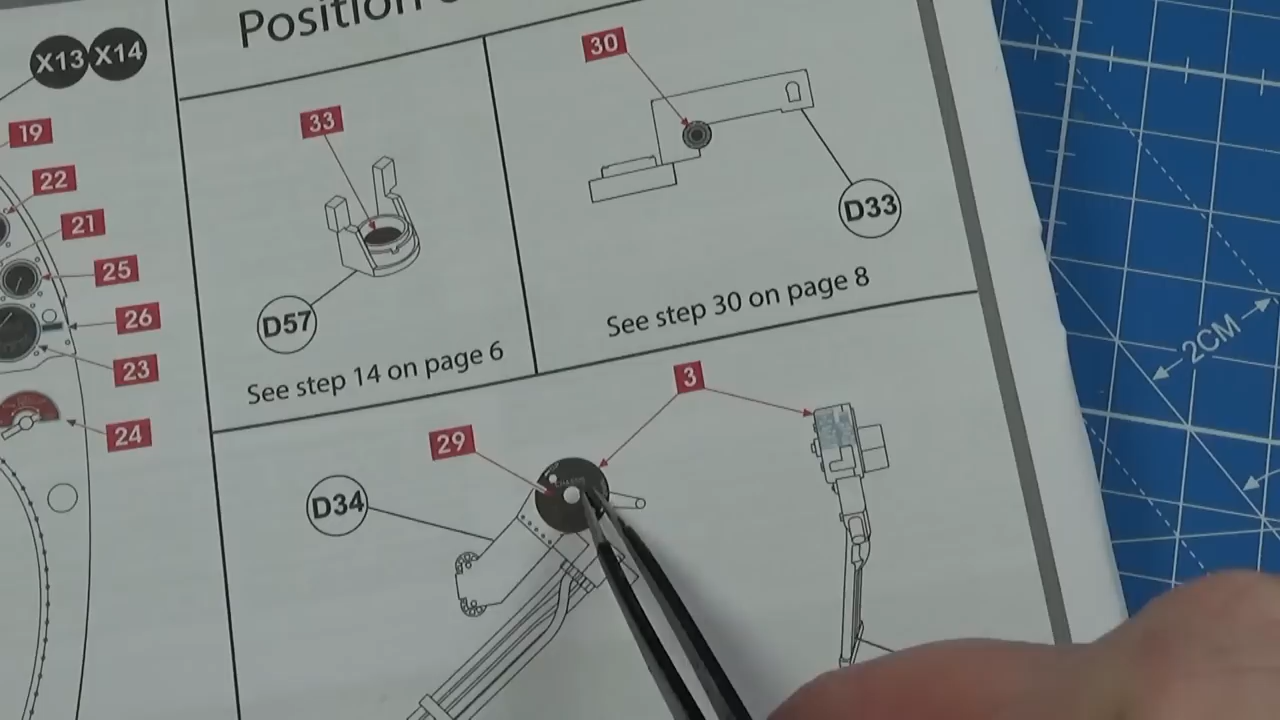 Position
X13 X14
30
19
33
22
21
D33
25
26
D57
See step 30 on page 8
23
See step 14 on page 6
3
24
29
D34
2CM